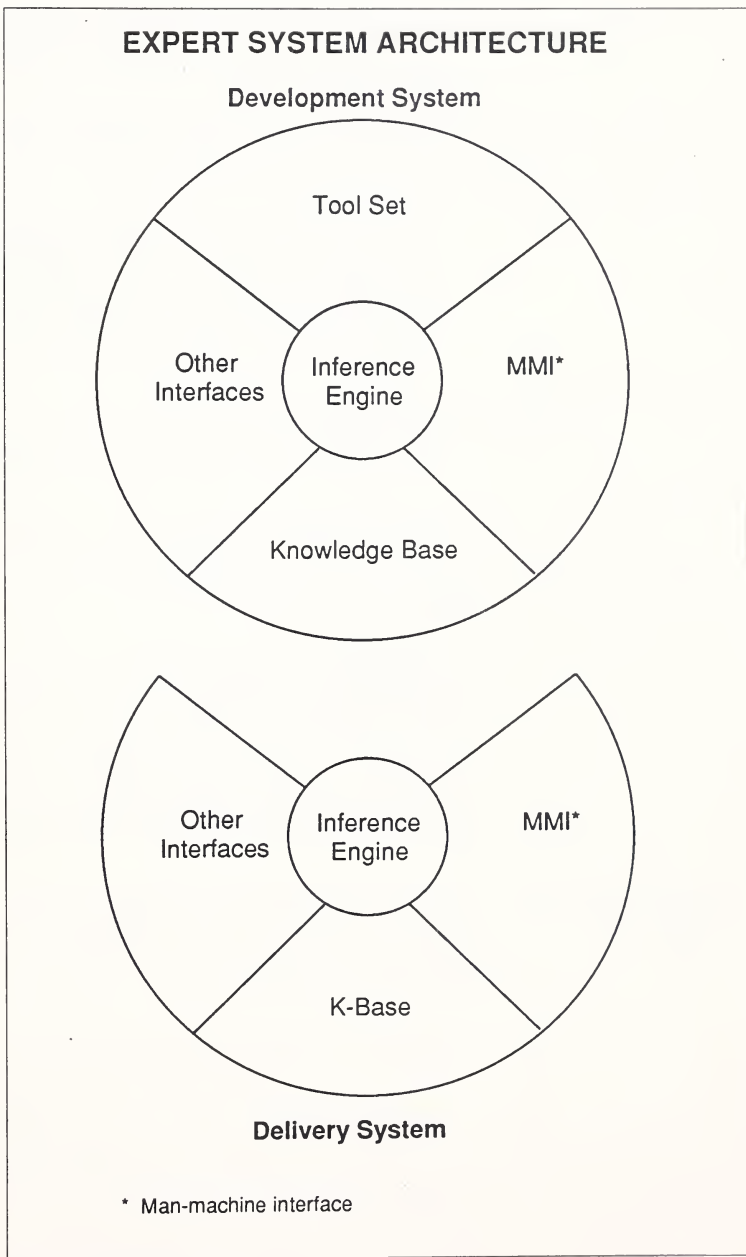 EXPERT SYSTEM ARCHITECTURE
Development System
Tool Set
Other
Interfaces
Inference
Engine
MMI*
Knowledge Base
Other
Interfaces
Inference
Engine
MMI*
K-Base
Delivery System
* Man-machine interface